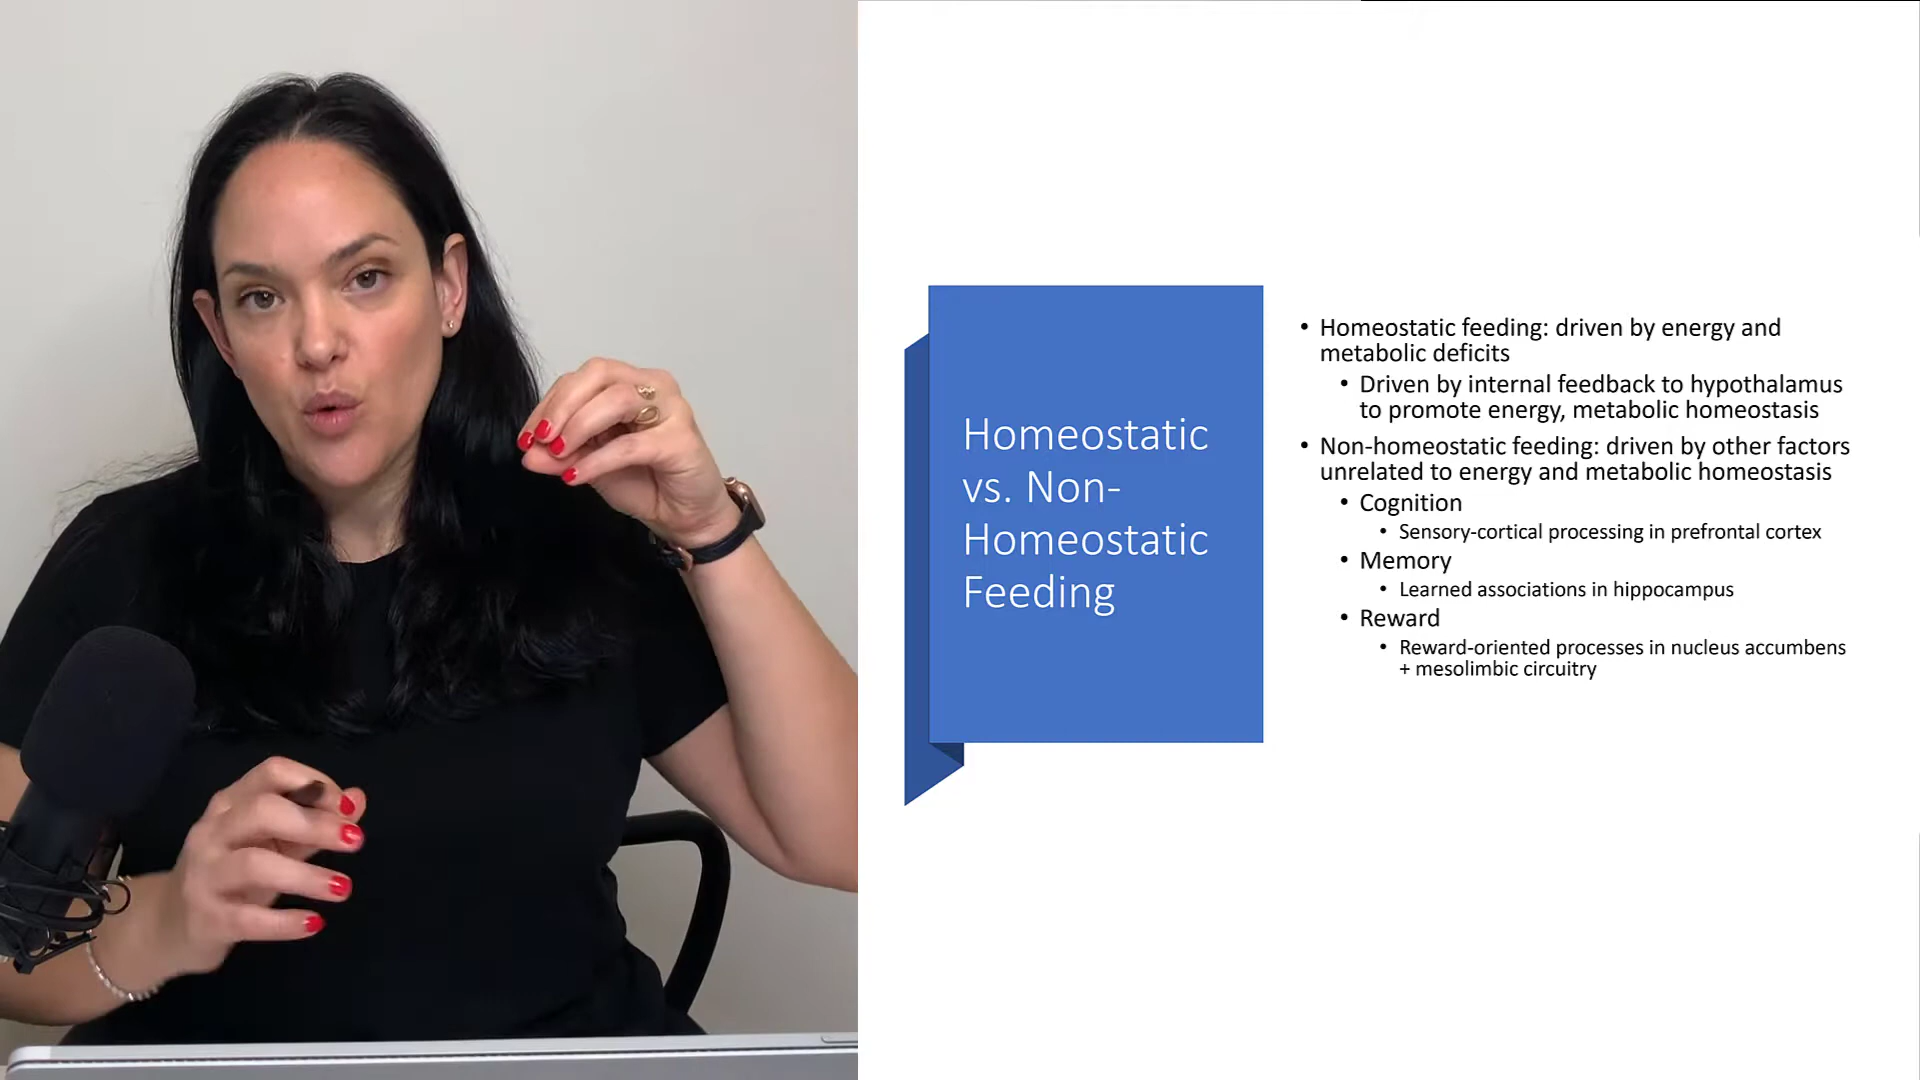 Homeostatic
vs. Non-
Homeostatic
Feeding
• Homeostatic feeding: driven by energy and
metabolic deficits
• Driven by internal feedback to hypothalamus
to promote energy, metabolic homeostasis
• Non-homeostatic feeding: driven by other factors
unrelated to energy and metabolic homeostasis
• Cognition
• Sensory-cortical processing in prefrontal cortex
• Memory
• Learned associations in hippocampus
• Reward
• Reward-oriented processes in nucleus accumbens
+ mesolimbic circuitry